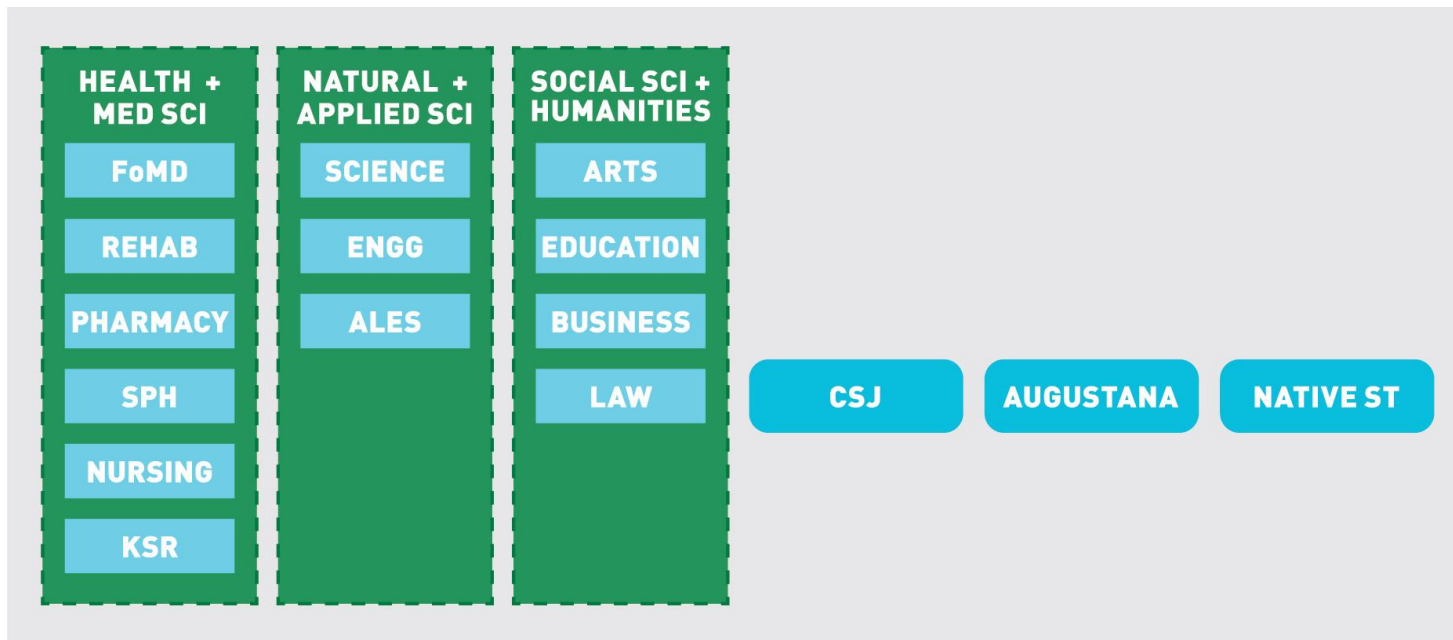 HEALTH +
MED SCI
FoMD
REHAB
PHARMACY
SPH
NURSING
KSR
NATURAL +
APPLIED SCI
SCIENCE
ENGG
ALES
SOCIAL SCI +
HUMANITIES
ARTS
EDUCATION
BUSINESS
LAW
CSJ
AUGUSTANA
NATIVE ST